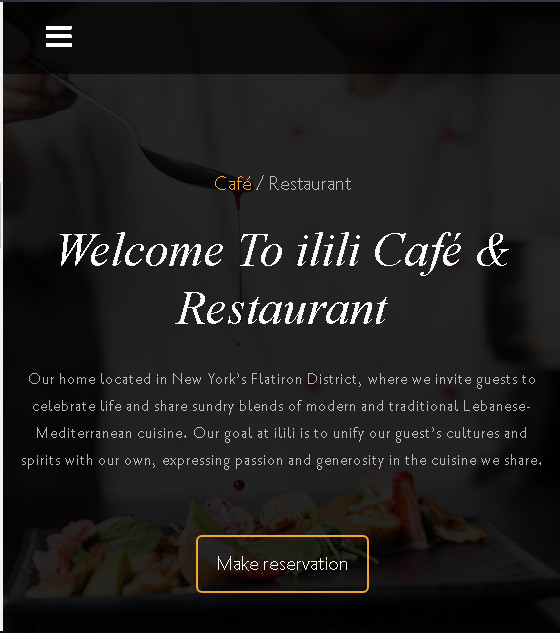 Café / Restaurant
Welcome To ilili Café &
Restaurant
Our home located in New York’s Flatiron District, where we invite guests to
celebrate life and share sundry blends of modern and traditional Lebanese-
Mediterranean cuisine. Our goal at ilili is to unify our guest’s cultures and
spirits with our own, expressing passion and generosity in the cuisine we share.
Make reservation